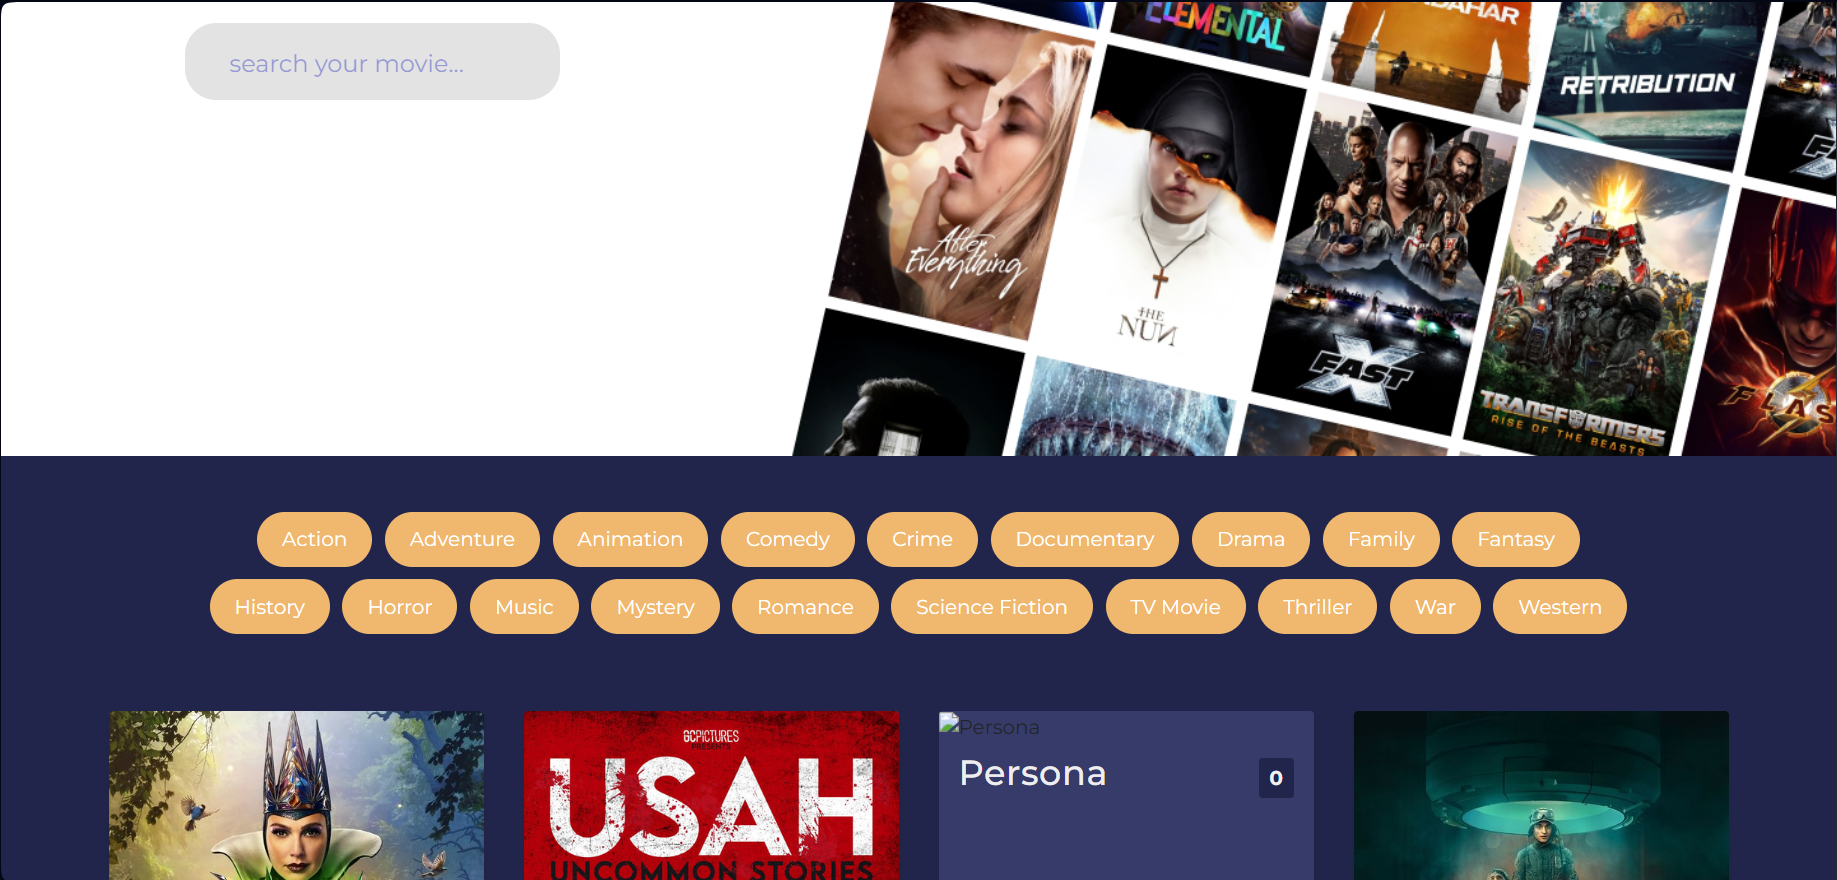 search your movie...
ELEMENTAL
RETRIBUTION
After
Everything
THE
NUN
FAST
X
TRANSFORMERS
RISE OF THE BEASTS
Action Adventure Animation Comedy Crime Documentary Drama Family Fantasy
History Horror Music Mystery Romance Science Fiction TV Movie Thriller War Western
GCPICTURES
PRESENTS
USAH
UNCOMMON STORIES
Persona
Persona 0